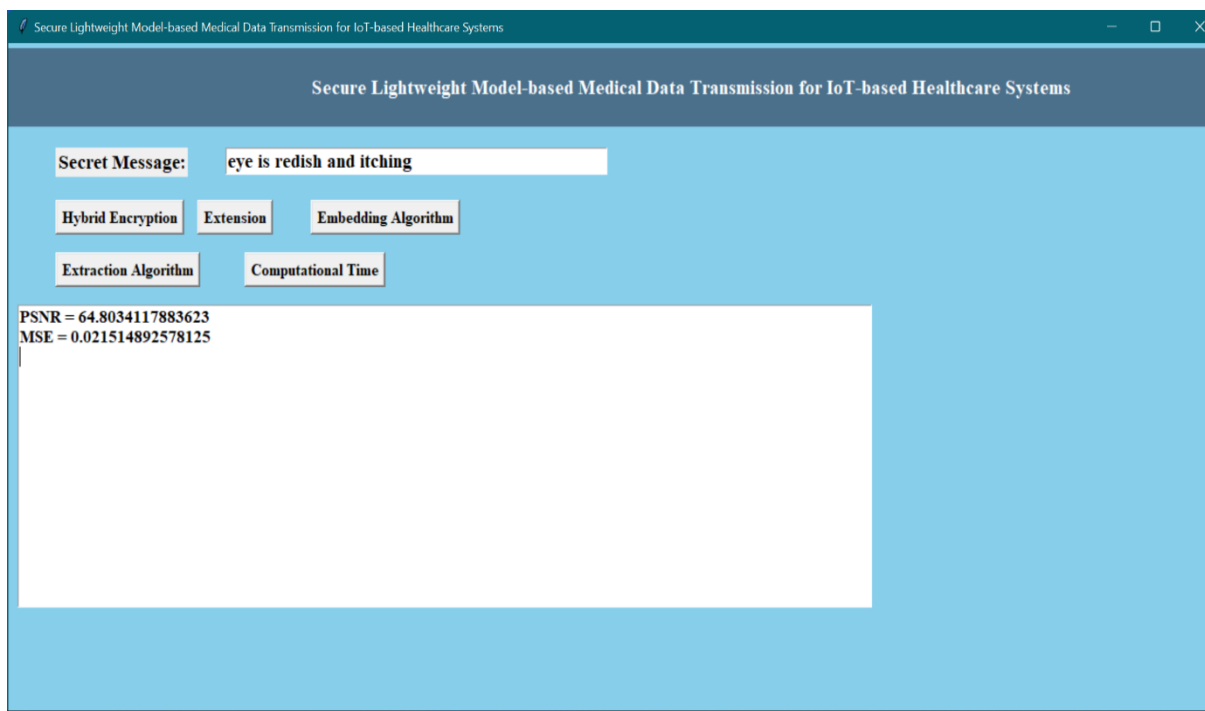 Secure Lightweight Model-based Medical Data Transmission for IoT-based Healthcare Systems
Secure Lightweight Model-based Medical Data Transmission for IoT-based Healthcare Systems
Secret Message: eye is redish and itching
Hybrid Encryption Extension Embedding Algorithm
Extraction Algorithm Computational Time
PSNR = 64.8034117883623
MSE = 0.021514892578125